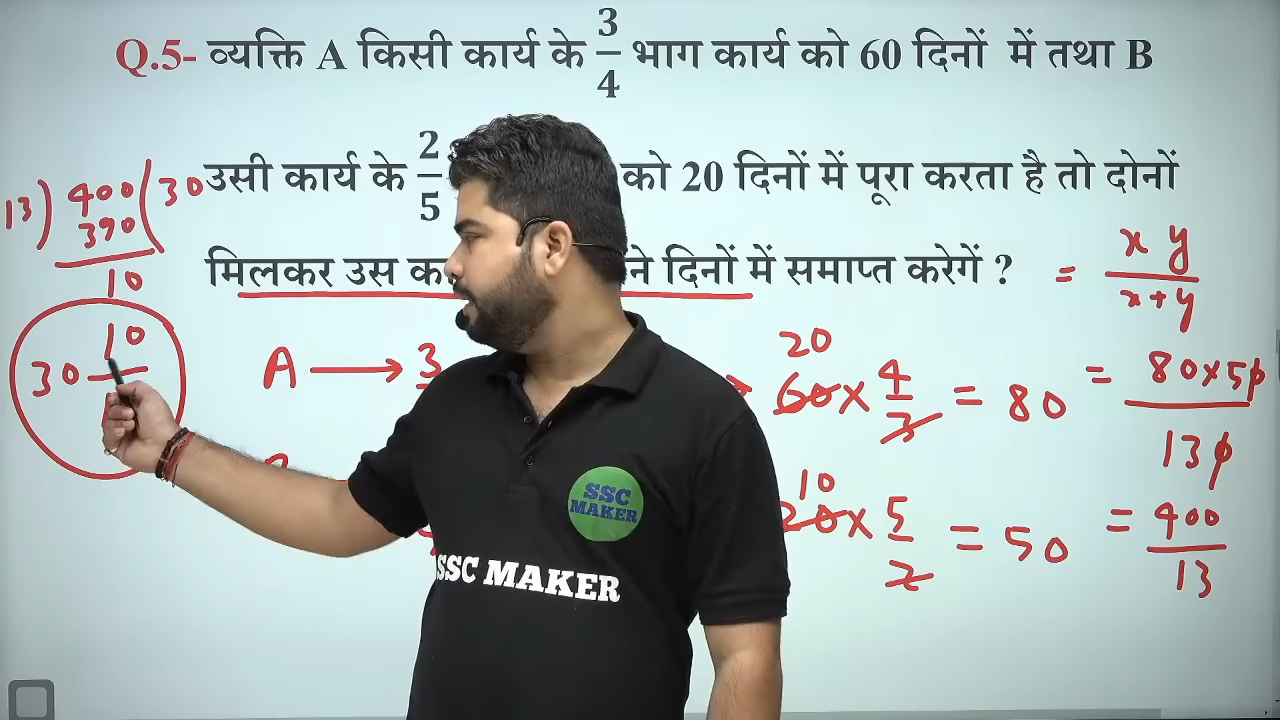 Q.5- व्यक्ति A किसी कार्य के 3/4 भाग कार्य को 60 दिनों में तथा B
उसी कार्य के 2/5 को 20 दिनों में पूरा करता है तो दोनों
मिलकर उस दिनों में समाप्त करेगें ?
13) 400 (30
390
10
30 10
A → 3
20
60 × 4/3 = 80
10
20 × 5/2 = 50
= xy/x+y
= 80×50/130
= 400/13
SSC MAKER
SSC MAKER